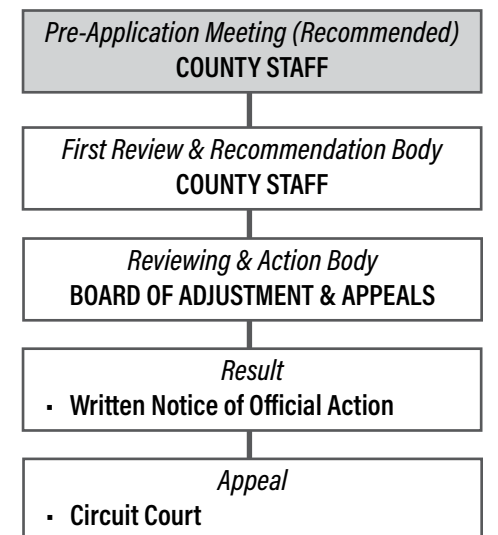 Pre-Application Meeting (Recommended)
COUNTY STAFF
First Review & Recommendation Body
COUNTY STAFF
Reviewing & Action Body
BOARD OF ADJUSTMENT & APPEALS
Result
▪ Written Notice of Official Action
Appeal
▪ Circuit Court